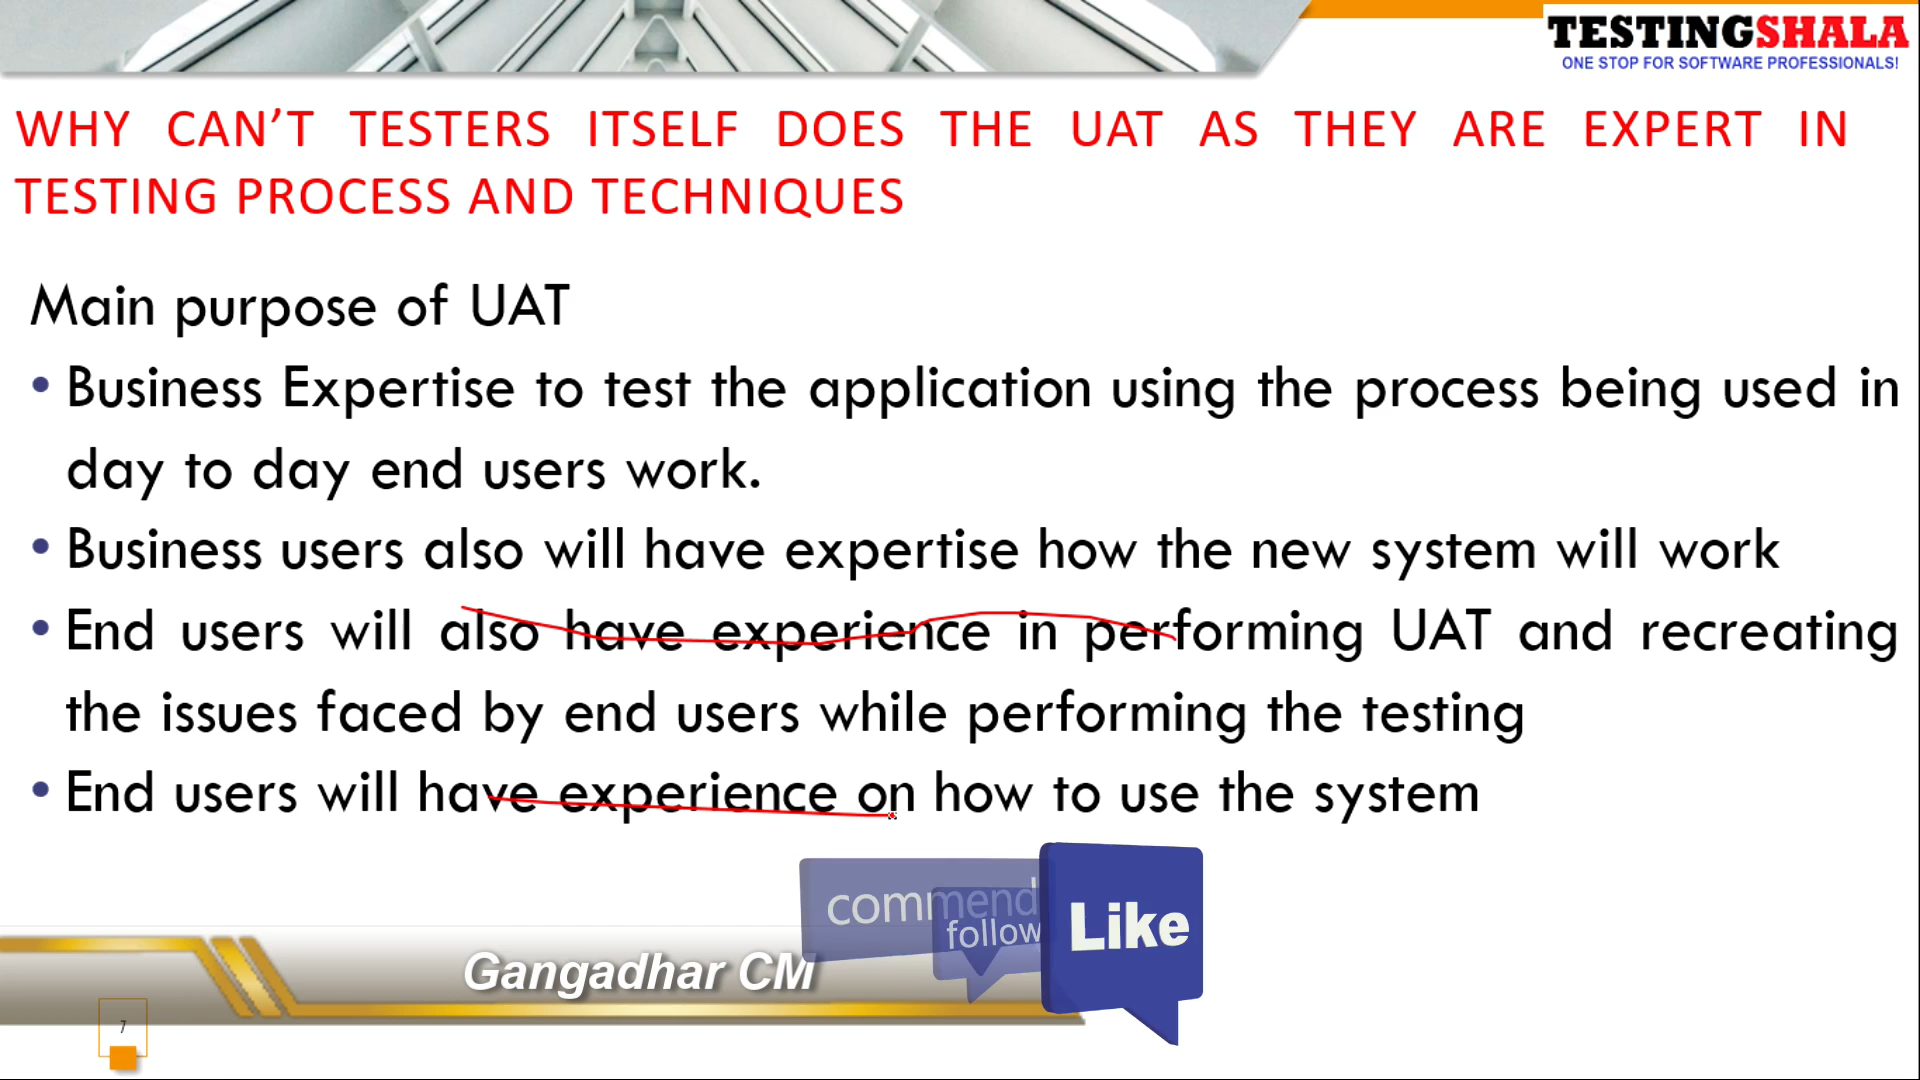 TESTINGSHALA
ONE STOP FOR SOFTWARE PROFESSIONALS!
WHY CAN’T TESTERS ITSELF DOES THE UAT AS THEY ARE EXPERT IN
TESTING PROCESS AND TECHNIQUES
Main purpose of UAT
• Business Expertise to test the application using the process being used in
day to day end users work.
• Business users also will have expertise how the new system will work
• End users will also have experience in performing UAT and recreating
the issues faced by end users while performing the testing
• End users will have experience on how to use the system
commend
follow
Like
Gangadhar CM
7